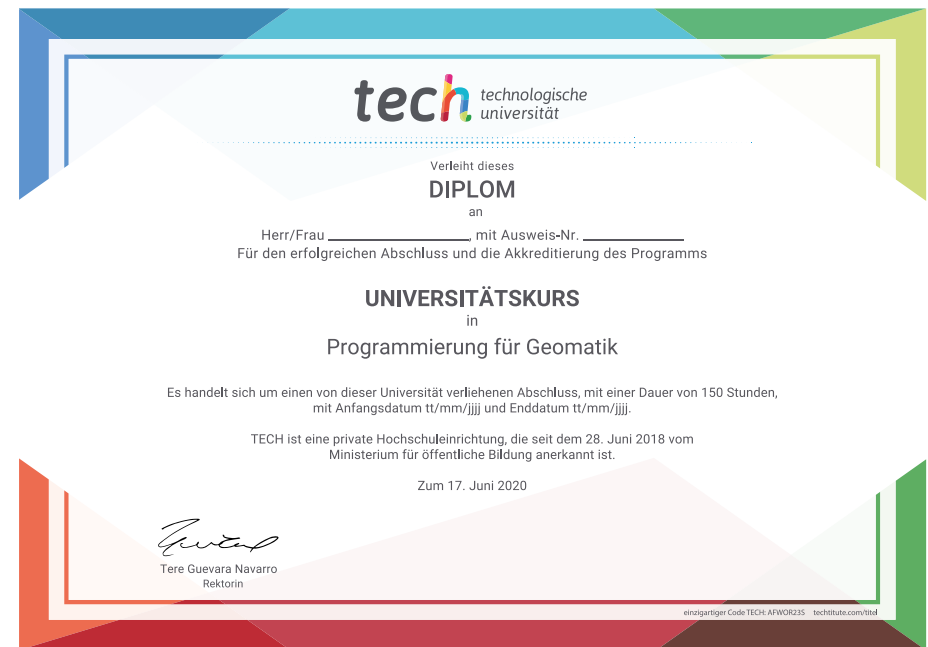 tech technologische
universität
Verleiht dieses
DIPLOM
an
Herr/Frau ____________, mit Ausweis-Nr. ____________
Für den erfolgreichen Abschluss und die Akkreditierung des Programms
UNIVERSITÄTSKURS
in
Programmierung für Geomatik
Es handelt sich um einen von dieser Universität verliehenen Abschluss, mit einer Dauer von 150 Stunden,
mit Anfangsdatum tt/mm/jjjj und Enddatum tt/mm/jjjj.
TECH ist eine private Hochschuleinrichtung, die seit dem 28. Juni 2018 vom
Ministerium für öffentliche Bildung anerkannt ist.
Zum 17. Juni 2020
Tere Guevara Navarro
Rektorin
einzigartiger Code TECH: AFWOR23S techtitute.com/titel